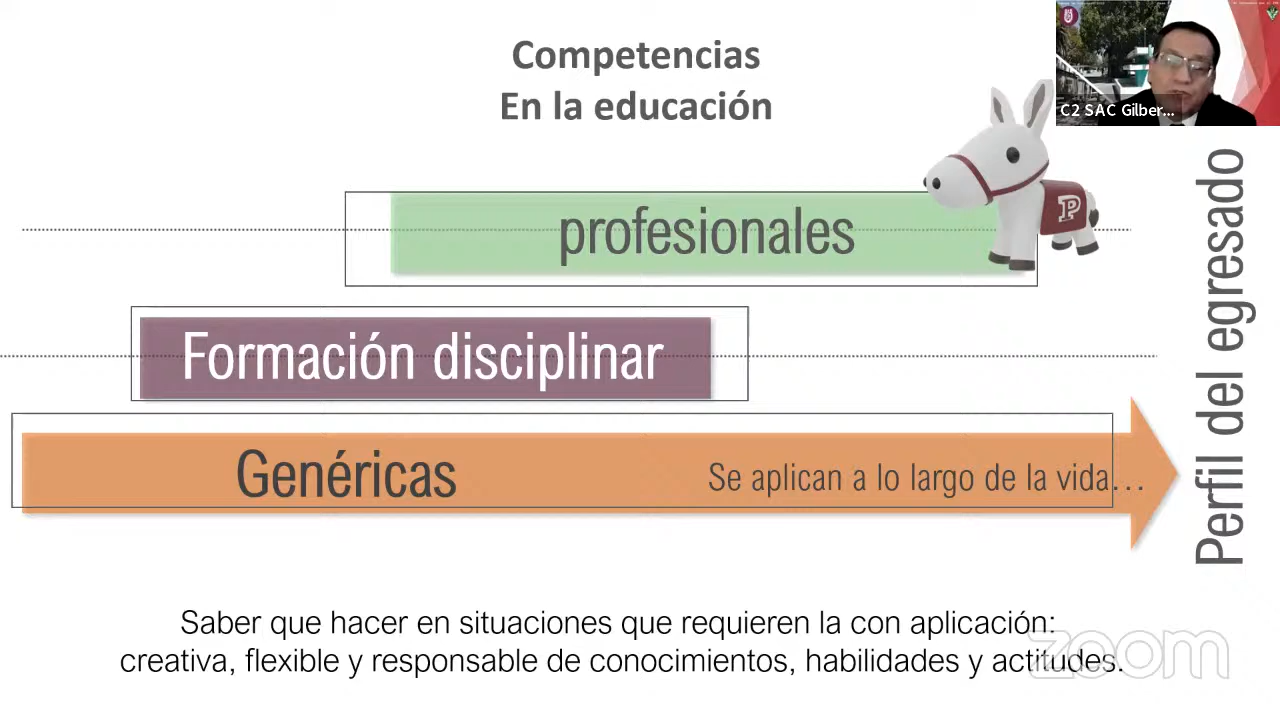 Competencias
En la educación
C2 SAC Gilber...
profesionales
P
Formación disciplinar
Genéricas
Se aplican a lo largo de la vida...
Perfil del egresado
Saber que hacer en situaciones que requieren la con aplicación:
creativa, flexible y responsable de conocimientos, habilidades y actitudes.
zoom